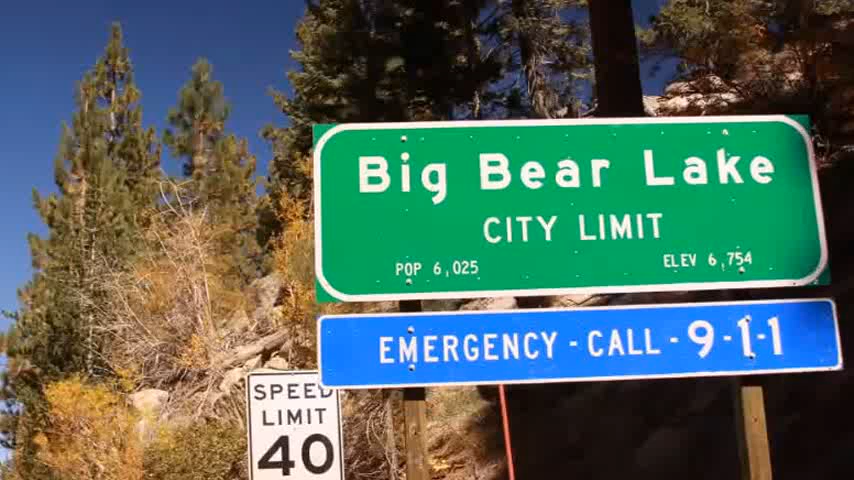 Big Bear Lake
CITY LIMIT
POP 6,025 ELEV 6,754
EMERGENCY - CALL - 9-1-1
SPEED
LIMIT
40